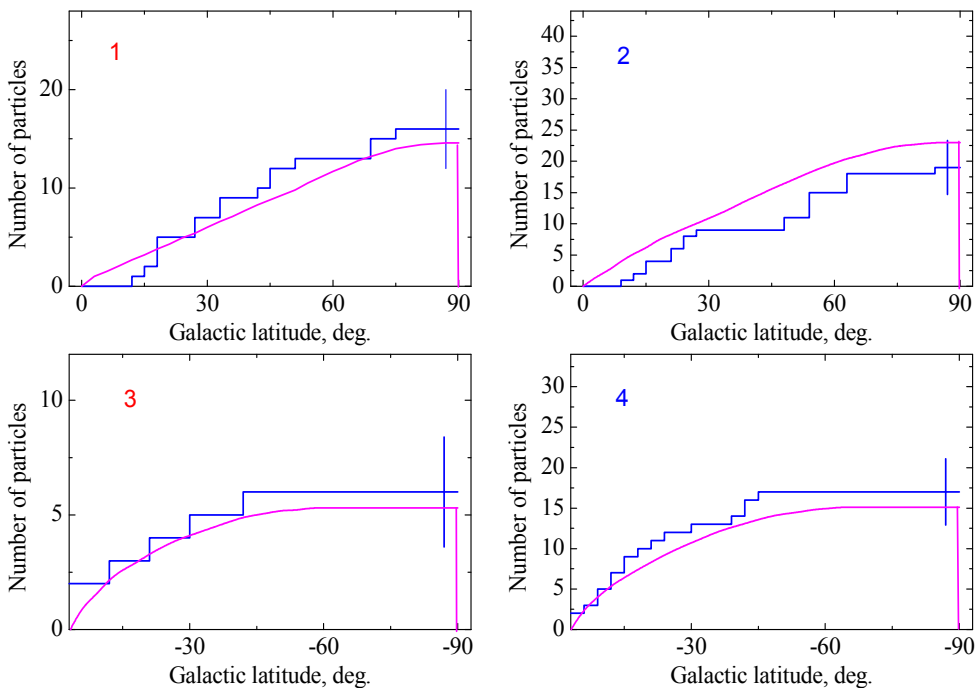 1
Number of particles
20
10
0
0 30 60 90
Galactic latitude, deg.
2
Number of particles
40
35
30
25
20
15
10
5
0
0 30 60 90
Galactic latitude, deg.
3
Number of particles
10
5
0
-30 -60 -90
Galactic latitude, deg.
4
Number of particles
30
25
20
15
10
5
0
-30 -60 -90
Galactic latitude, deg.